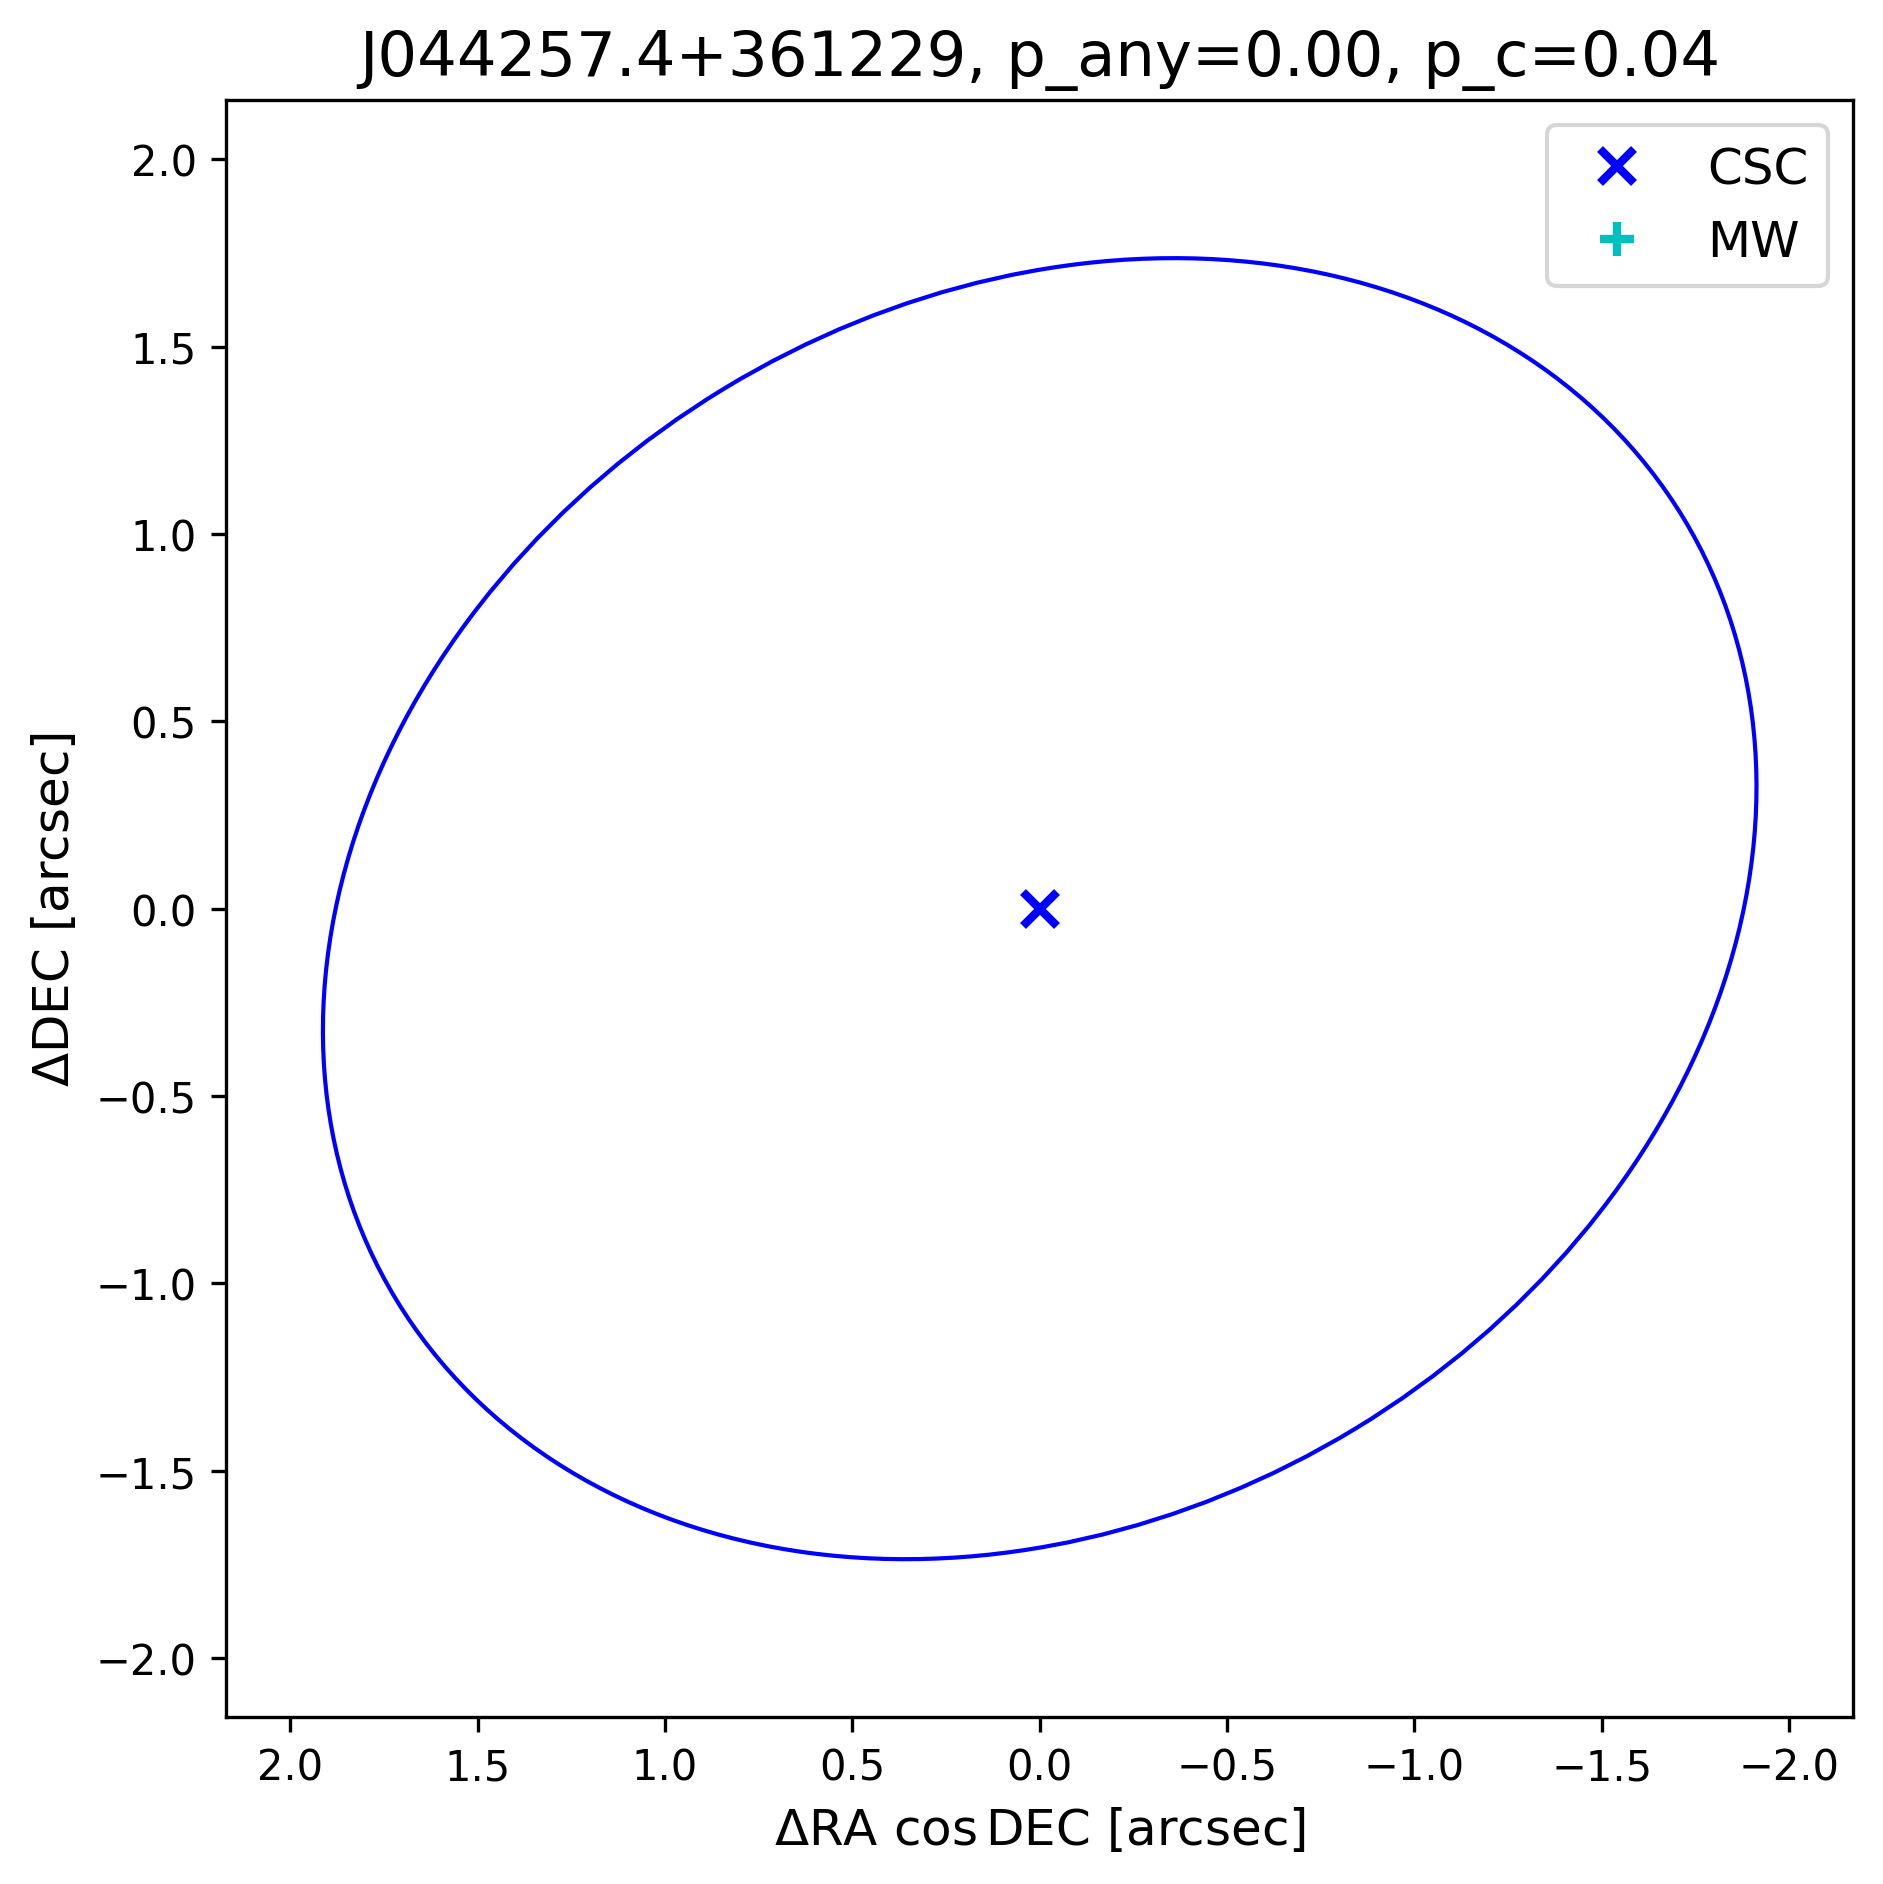 J044257.4+361229, p_any=0.00, p_c=0.04
CSC
MW
2.0
1.5
1.0
0.5
0.0
−0.5
−1.0
−1.5
−2.0
ΔDEC [arcsec]
2.0 1.5 1.0 0.5 0.0 −0.5 −1.0 −1.5 −2.0
ΔRA cos DEC [arcsec]